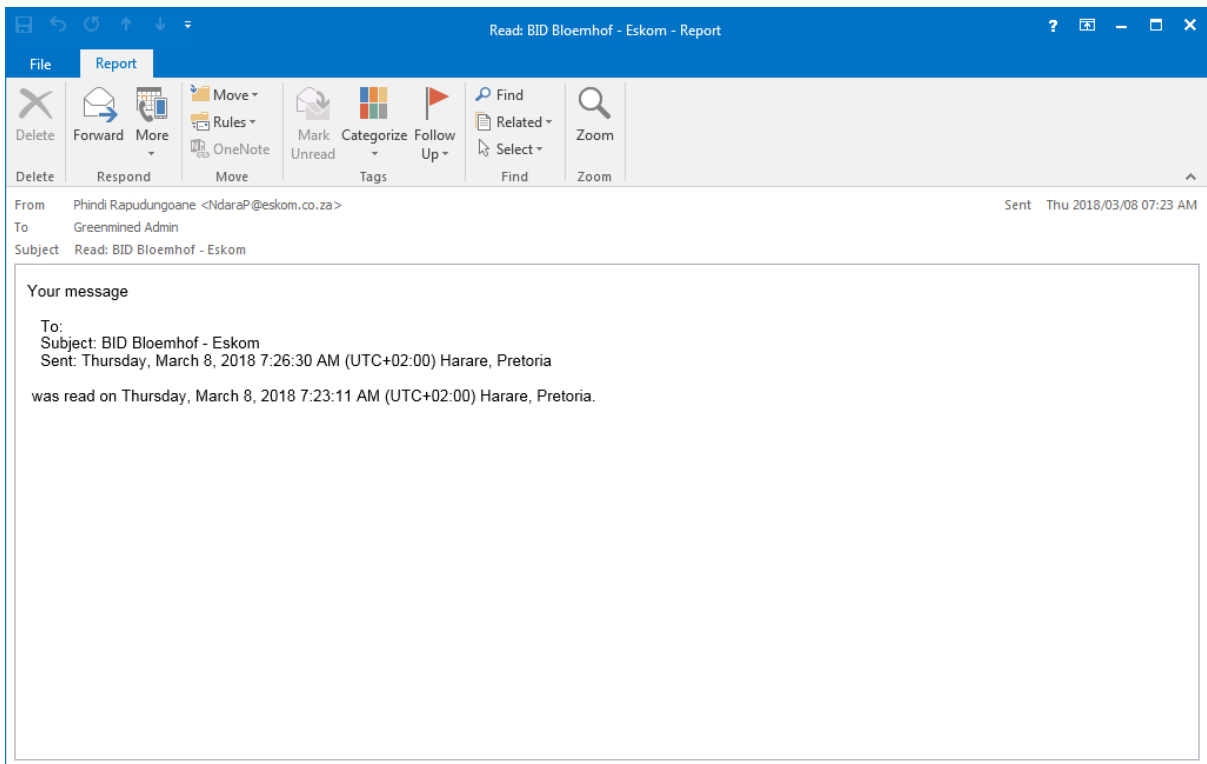 Read: BID Bloemhof - Eskom - Report
?
File Report
Delete
Forward
More
Move
Rules
OneNote
Mark Unread
Categorize
Follow Up
Find
Related
Select
Zoom
Delete Respond Move Tags Find Zoom
From Phindi Rapudungoane <NdaraP@eskom.co.za> Sent Thu 2018/03/08 07:23 AM
To Greenmined Admin
Subject Read: BID Bloemhof - Eskom
Your message
To:
Subject: BID Bloemhof - Eskom
Sent: Thursday, March 8, 2018 7:26:30 AM (UTC+02:00) Harare, Pretoria
was read on Thursday, March 8, 2018 7:23:11 AM (UTC+02:00) Harare, Pretoria.